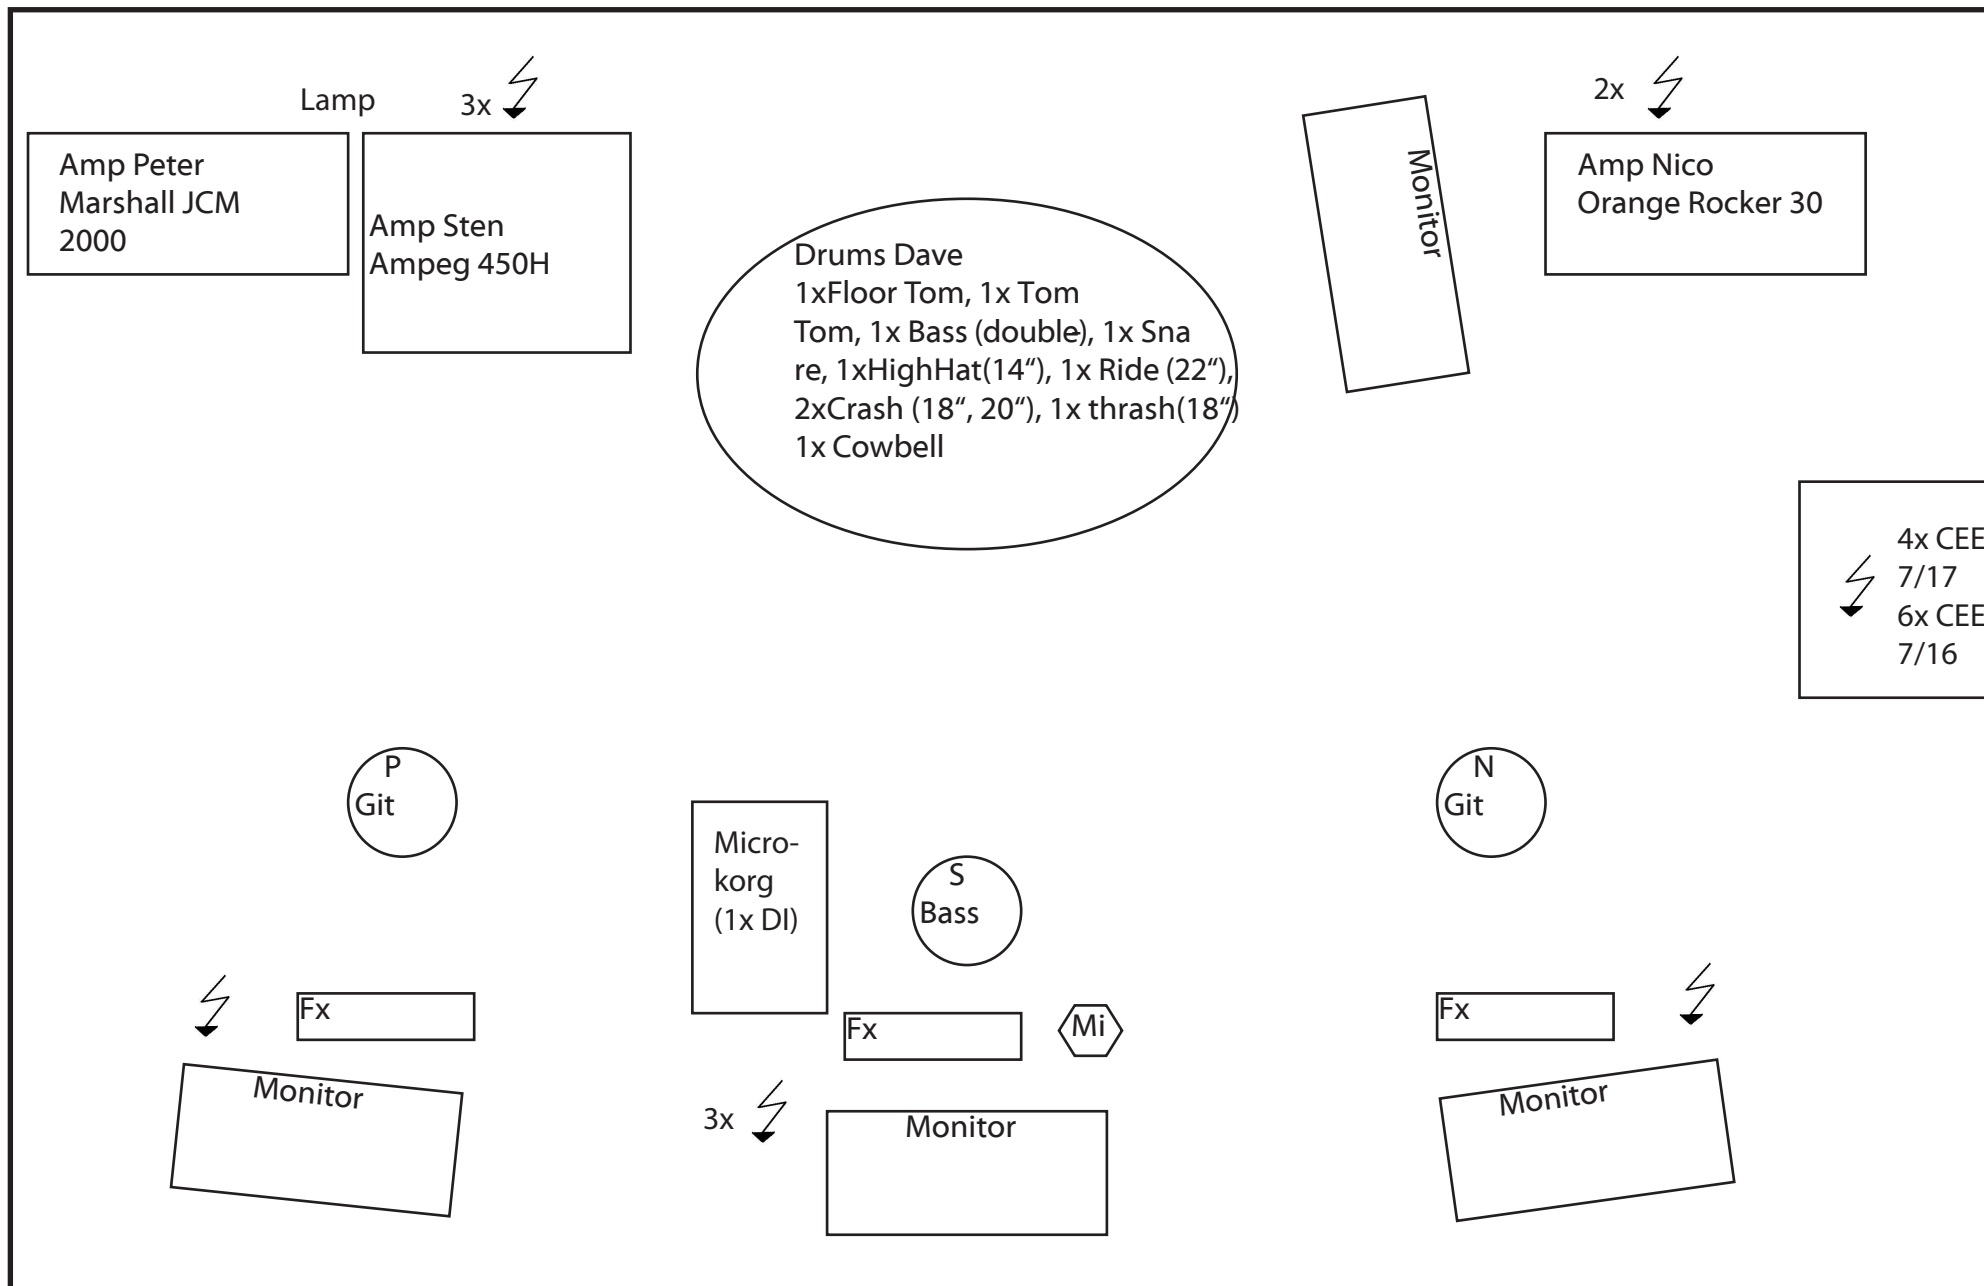 Lamp
3x
2x
Amp Peter
Marshall JCM
2000
Amp Sten
Ampeg 450H
Drums Dave
1xFloor Tom, 1x Tom
Tom, 1x Bass (double), 1x Sna
re, 1xHighHat(14“), 1x Ride (22“),
2xCrash (18“, 20“), 1x thrash(18“)
1x Cowbell
Monitor
Amp Nico
Orange Rocker 30
4x CEE
7/17
6x CEE
7/16
P
Git
N
Git
Micro-
korg
(1x DI)
S
Bass
Fx
Fx
Mi
Fx
Monitor
3x
Monitor
Monitor